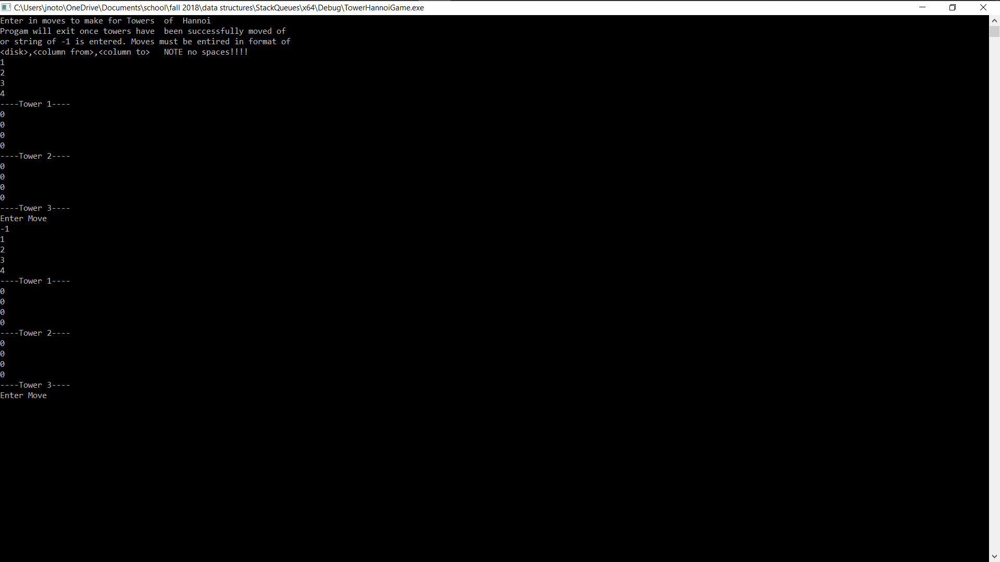 C:\Users\jnoto\OneDrive\Documents\school\fall 2018\data structures\StackQueues\x64\Debug\TowerHannoiGame.exe
Enter in moves to make for Towers  of  Hannoi
Progam will exit once towers have  been successfully moved of
or string of -1 is entered. Moves must be entired in format of
<disk>,<column from>,<column to>   NOTE no spaces!!!!
1
2
3
4
----Tower 1----
0
0
0
0
----Tower 2----
0
0
0
0
----Tower 3----
Enter Move
-1
1
2
3
4
----Tower 1----
0
0
0
0
----Tower 2----
0
0
0
0
----Tower 3----
Enter Move